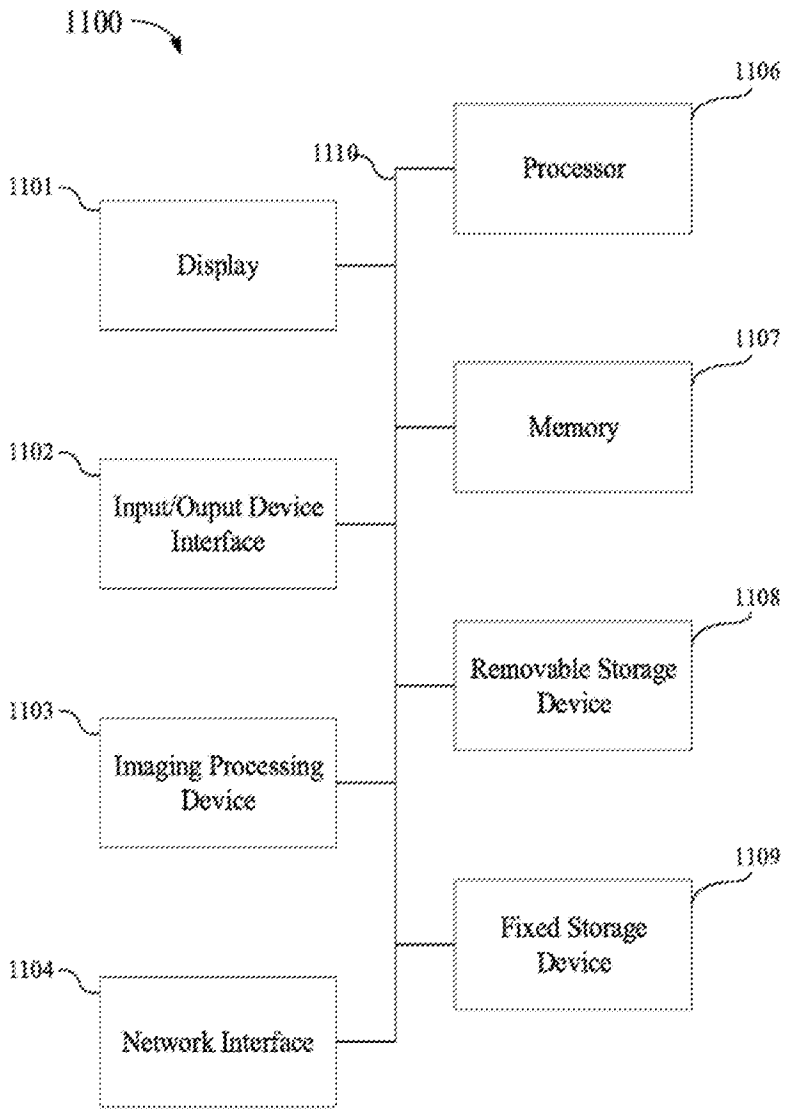 1100
1106
1110
Processor
1101
Display
1107
Memory
1102
Input/Ouput Device
Interface
1108
Removable Storage
Device
1103
Imaging Processing
Device
1109
Fixed Storage
Device
1104
Network Interface